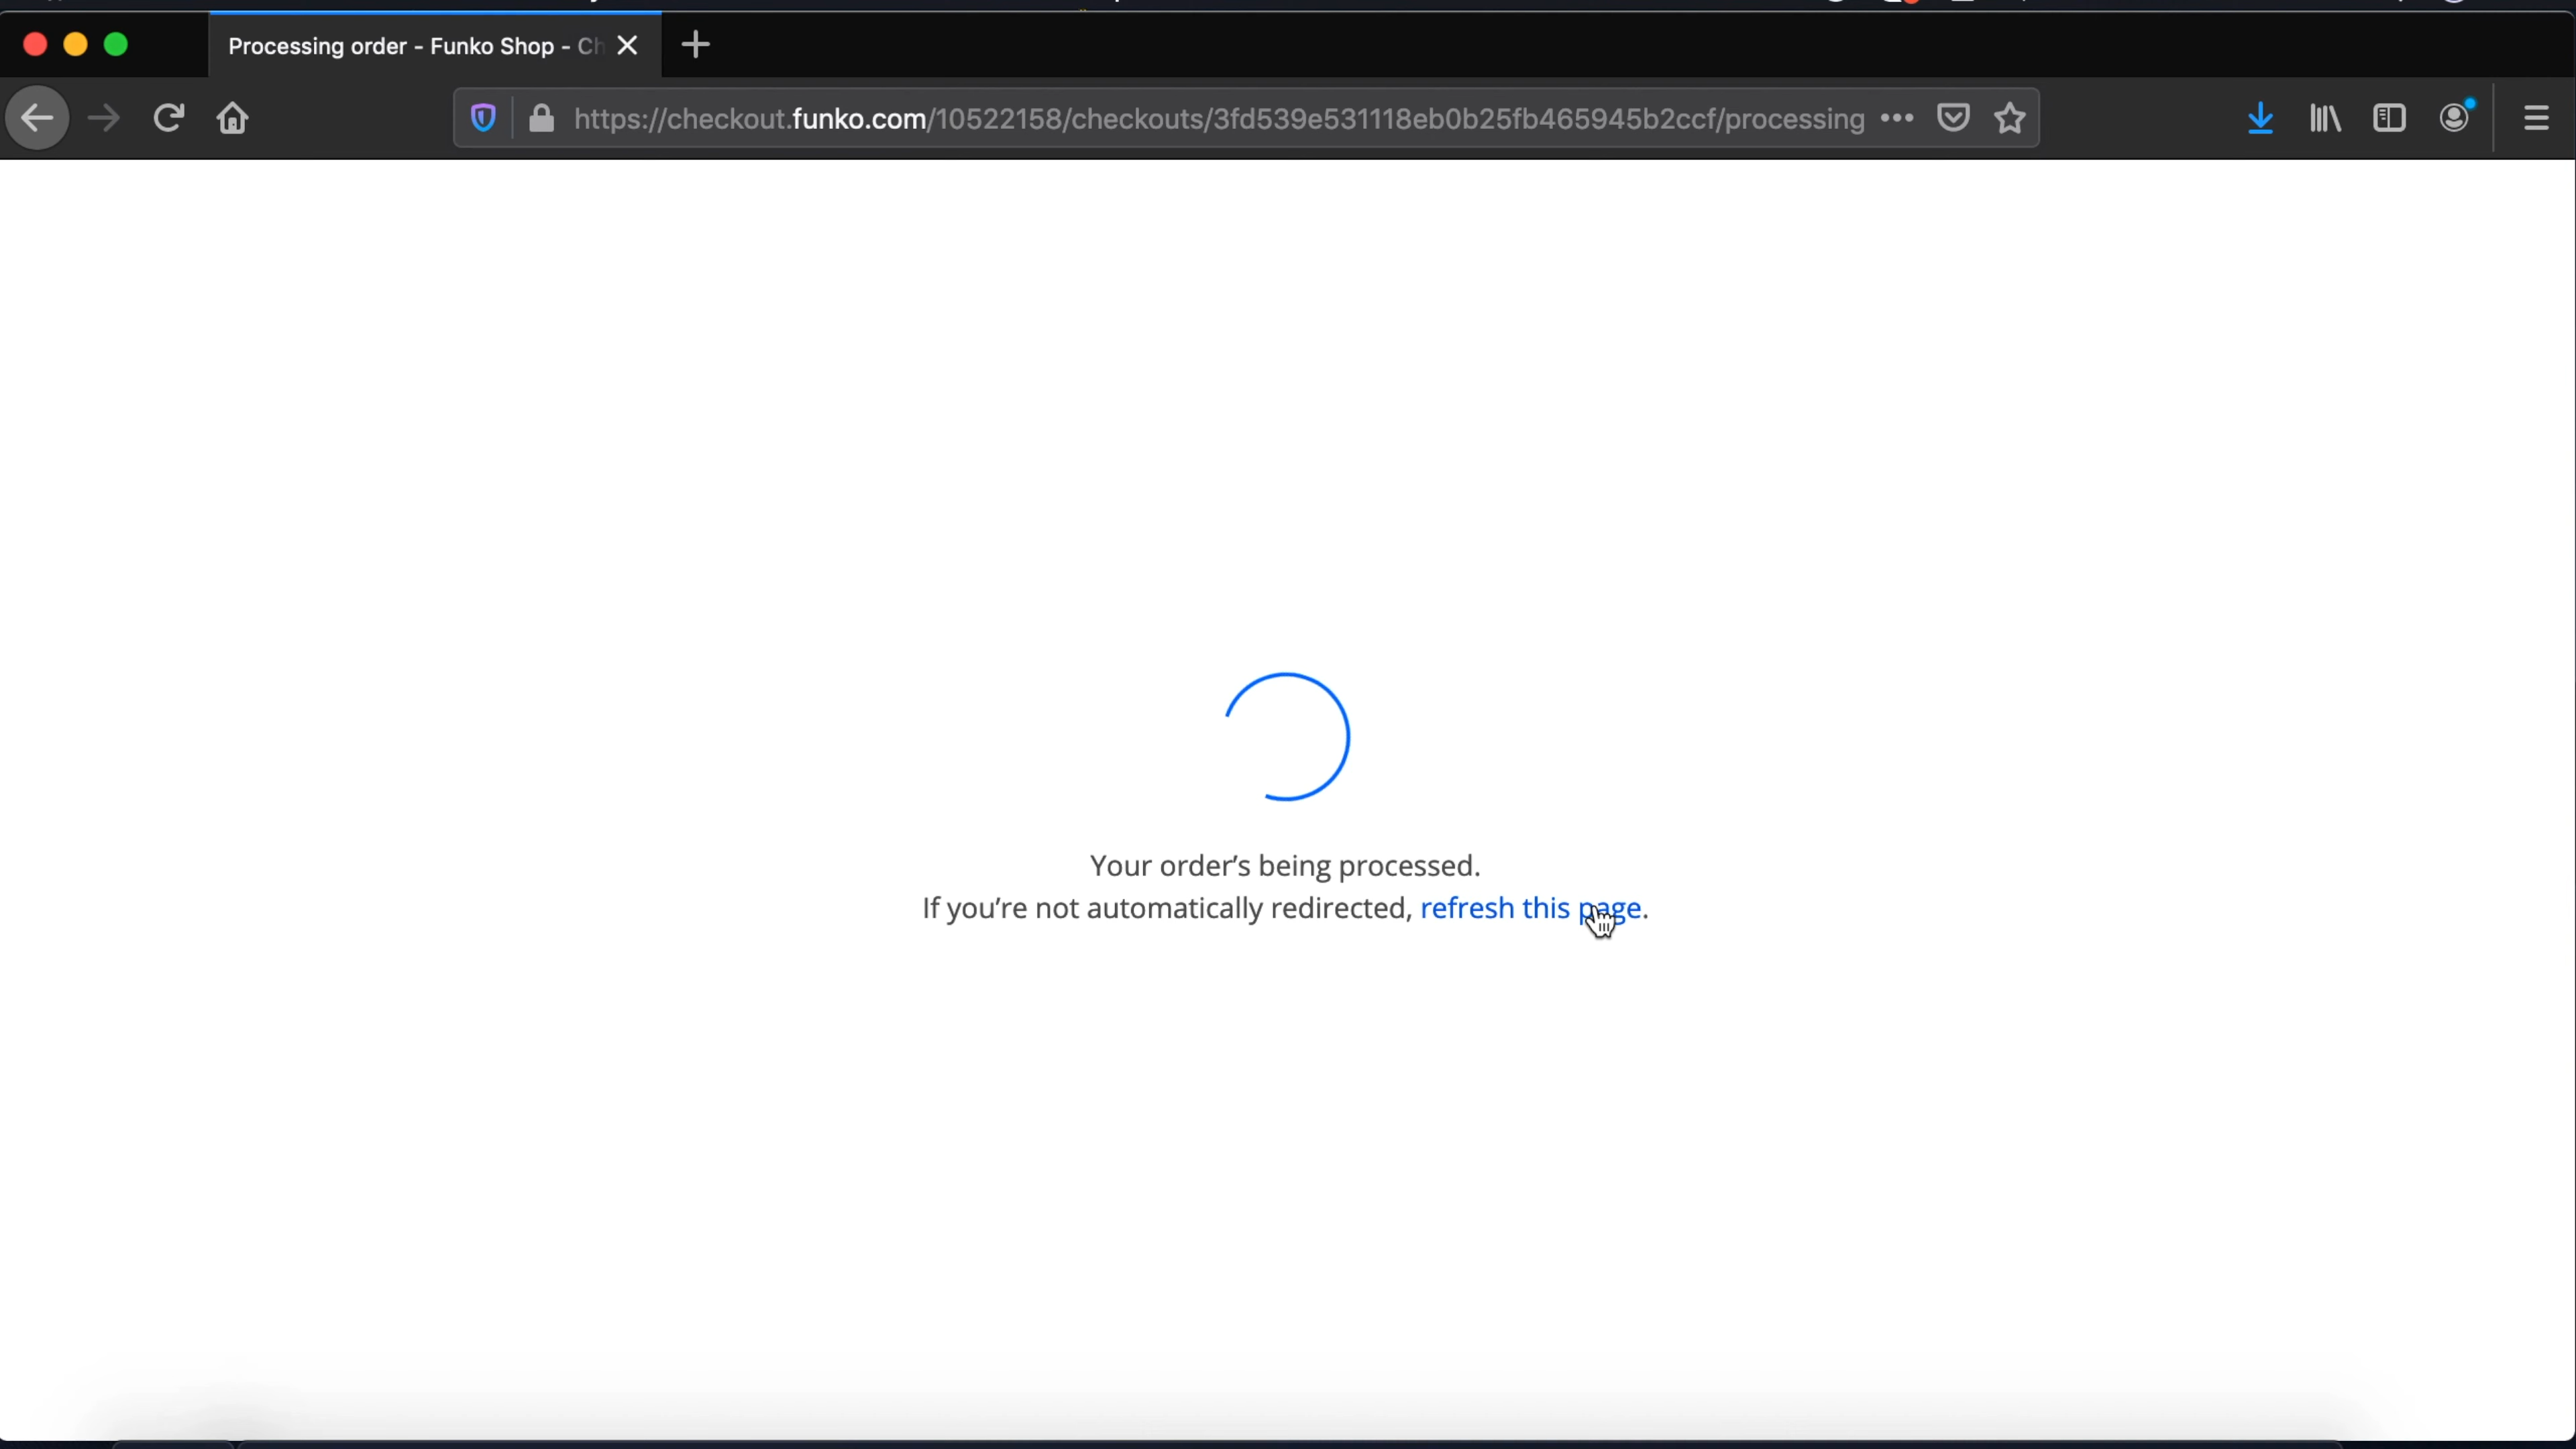 Processing order - Funko Shop - Ch
https://checkout.funko.com/10522158/checkouts/3fd539e531118eb0b25fb465945b2ccf/processing
Your order's being processed.
If you're not automatically redirected, refresh this page.